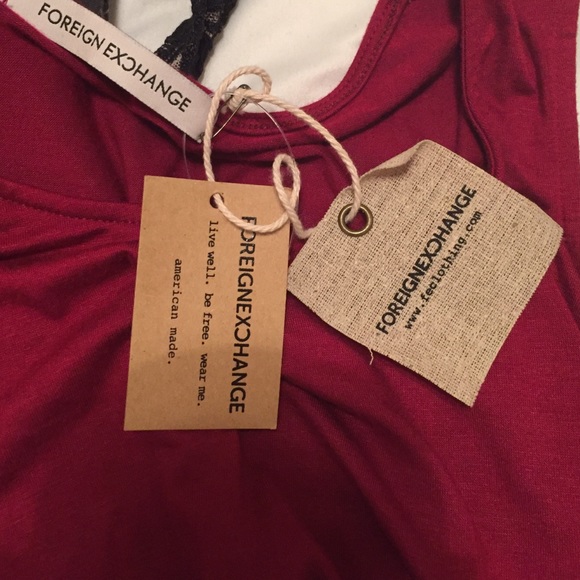 FOREIGN EXCHANGE
FOREIGNEXCHANGE
live well. be free. wear me.
american made.
FOREIGNEXCHANGE
www.feclothing.com